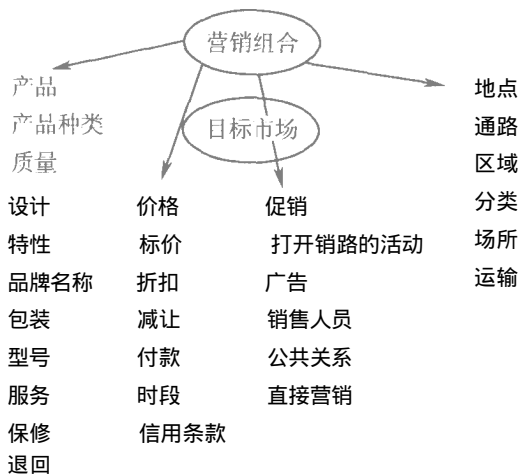 营销组合
目标市场
产品
产品种类
质量
设计
特性
品牌名称
包装
型号
服务
保修
退回
价格
标价
折扣
减让
付款
时段
信用条款
促销
打开销路的活动
广告
销售人员
公共关系
直接营销
地点
通路
区域
分类
场所
运输